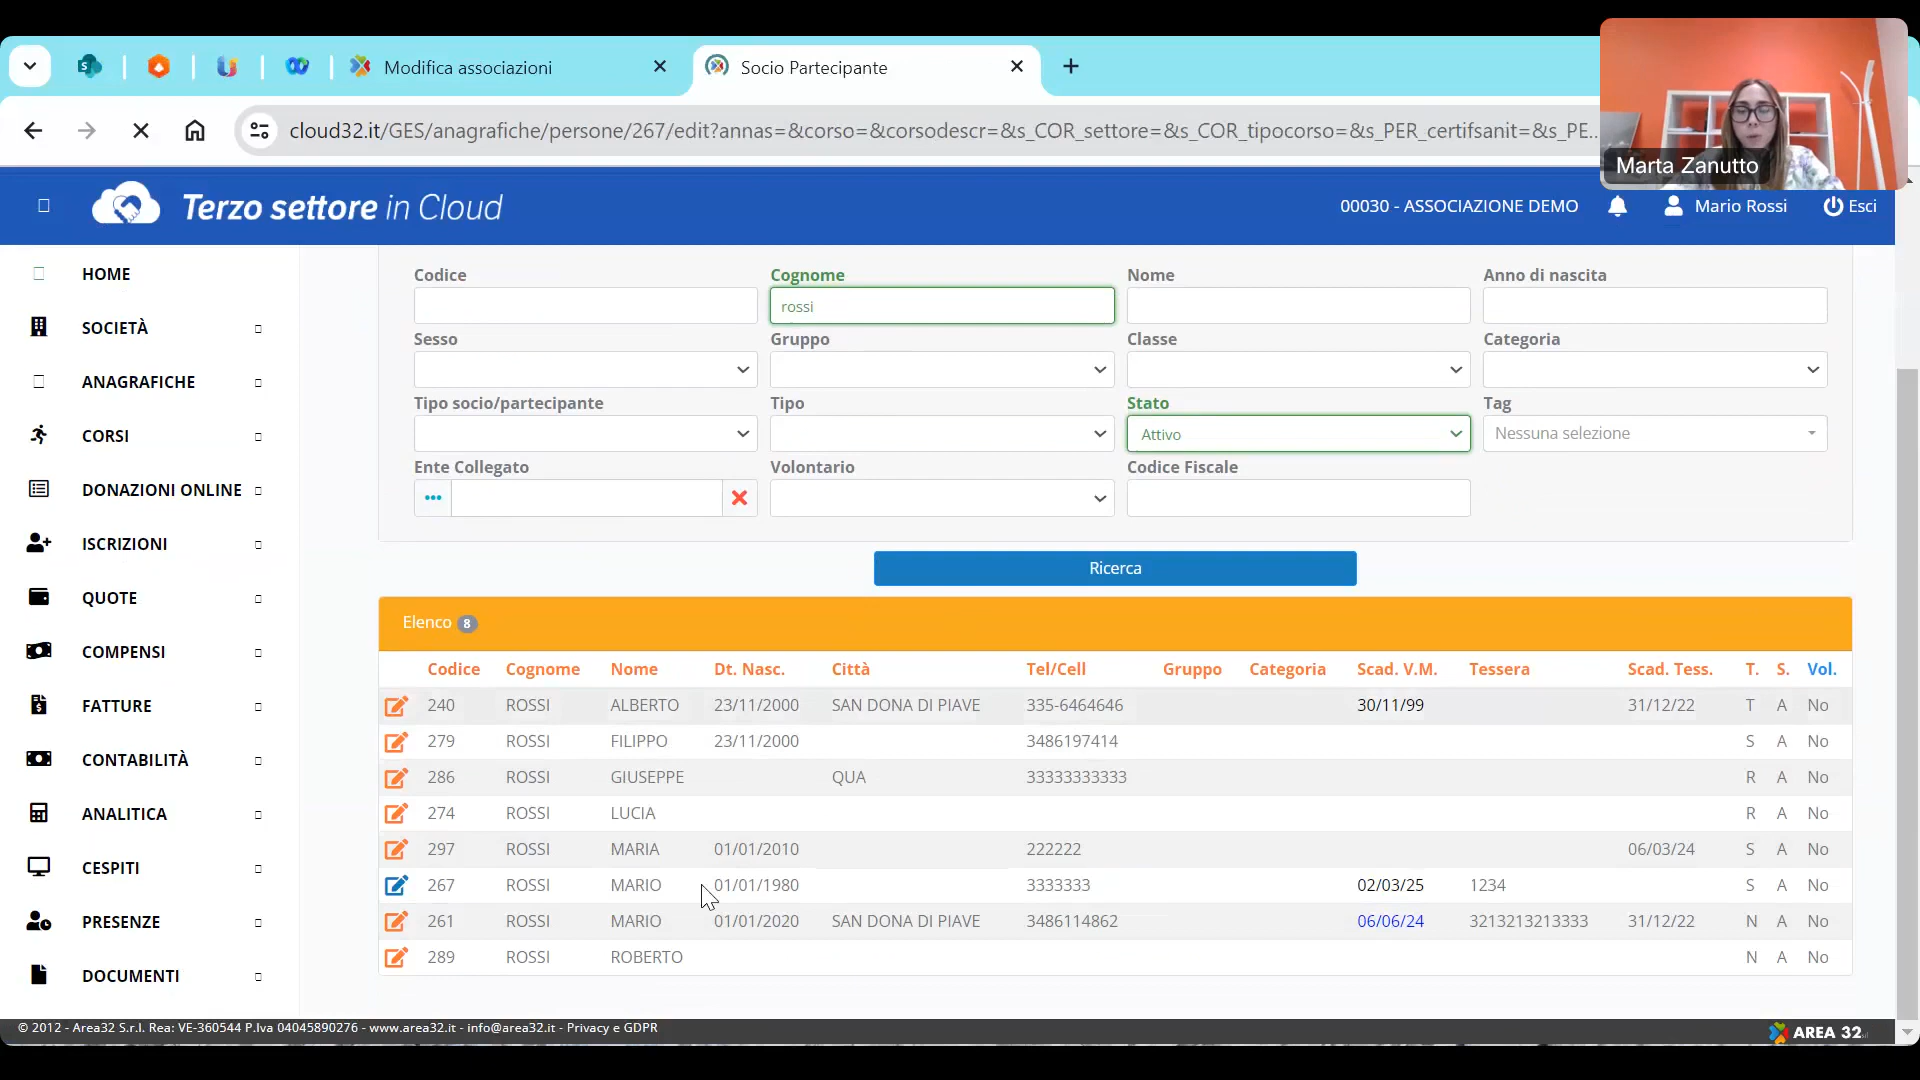 Modifica associazioni
Socio Partecipante
cloud32.it/GES/anagrafiche/persone/267/edit?annas=&corso=&corsodescr=&s_COR_settore=&s_COR_tipocorso=&s_PER_certifsanit=&s_PE...
Marta Zanutto
Terzo settore in Cloud
00030 - ASSOCIAZIONE DEMO
Mario Rossi
Esci
HOME
SOCIETÀ
ANAGRAFICHE
CORSI
DONAZIONI ONLINE
ISCRIZIONI
QUOTE
COMPENSI
FATTURE
CONTABILITÀ
ANALITICA
CESPITI
PRESENZE
DOCUMENTI
Codice Cognome Nome Anno di nascita
rossi
Sesso Gruppo Classe Categoria
Tipo socio/partecipante Tipo Stato Tag
Attivo Nessuna selezione
Ente Collegato Volontario Codice Fiscale
Ricerca
Elenco 8
Codice Cognome Nome Dt. Nasc. Città Tel/Cell Gruppo Categoria Scad. V.M. Tessera Scad. Tess. T. S. Vol.
240 ROSSI ALBERTO 23/11/2000 SAN DONA DI PIAVE 335-6464646 30/11/99 31/12/22 T A No
279 ROSSI FILIPPO 23/11/2000 3486197414 S A No
286 ROSSI GIUSEPPE QUA 33333333333 R A No
274 ROSSI LUCIA R A No
297 ROSSI MARIA 01/01/2010 222222 06/03/24 S A No
267 ROSSI MARIO 01/01/1980 3333333 02/03/25 1234 S A No
261 ROSSI MARIO 01/01/2020 SAN DONA DI PIAVE 3486114862 06/06/24 3213213213333 31/12/22 N A No
289 ROSSI ROBERTO N A No
© 2012 - Area32 S.r.l. Rea: VE-360544 P.Iva 04045890276 - www.area32.it - info@area32.it - Privacy e GDPR
AREA 32